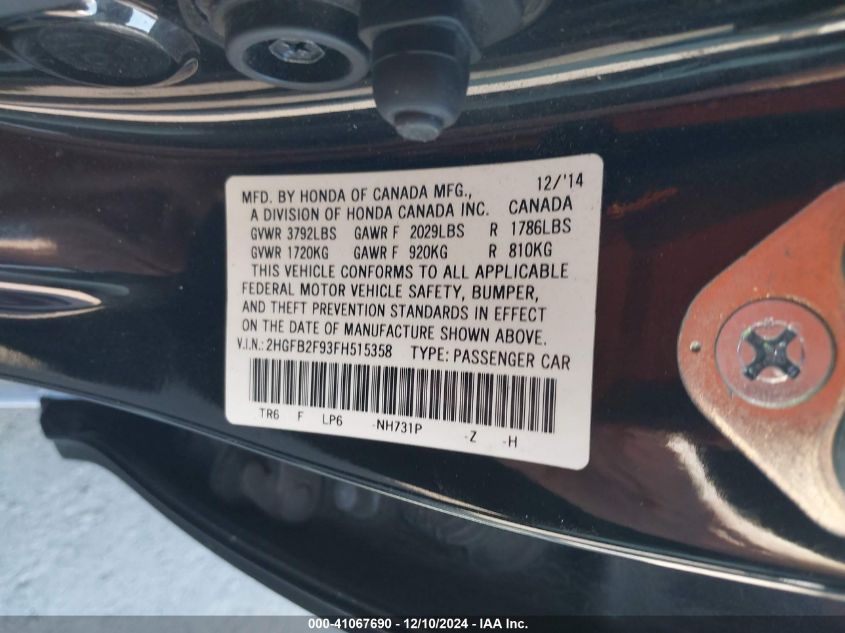 12/'14
MFD. BY HONDA OF CANADA MFG.,
A DIVISION OF HONDA CANADA INC. CANADA
GVWR 3792LBS GAWR F 2029LBS R 1786LBS
GVWR 1720KG GAWR F 920KG R 810KG
THIS VEHICLE CONFORMS TO ALL APPLICABLE
FEDERAL MOTOR VEHICLE SAFETY, BUMPER,
AND THEFT PREVENTION STANDARDS IN EFFECT
ON THE DATE OF MANUFACTURE SHOWN ABOVE.
V.I.N.: 2HGFB2F93FH515358 TYPE: PASSENGER CAR
TR6 F LP6 -NH731P -Z -H
000-41067690 - 12/10/2024 - IAA Inc.